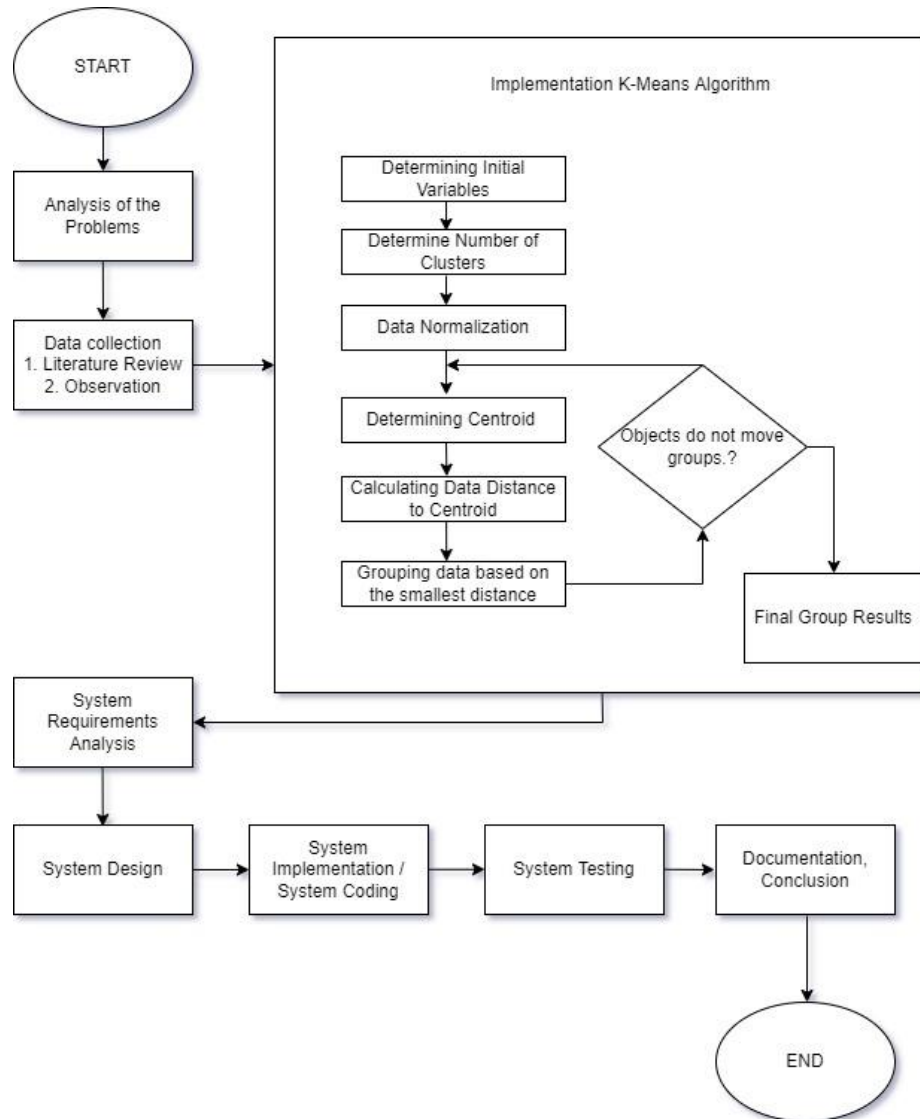 START
Analysis of the
Problems
Data collection
1. Literature Review
2. Observation
Implementation K-Means Algorithm
Determining Initial
Variables
Determine Number of
Clusters
Data Normalization
Determining Centroid
Calculating Data Distance
to Centroid
Grouping data based on
the smallest distance
Objects do not move
groups.?
Final Group Results
System
Requirements
Analysis
System Design
System
Implementation /
System Coding
System Testing
Documentation,
Conclusion
END